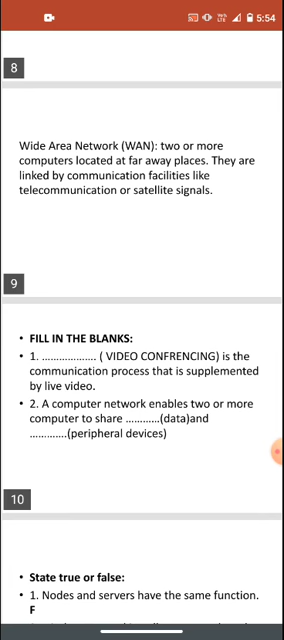 5:54
8
Wide Area Network (WAN): two or more
computers located at far away places. They are
linked by communication facilities like
telecommunication or satellite signals.
9
• FILL IN THE BLANKS:
• 1. .................. ( VIDEO CONFRENCING) is the
communication process that is supplemented
by live video.
• 2. A computer network enables two or more
computer to share ...........(data)and
.............(peripheral devices)
10
• State true or false:
• 1. Nodes and servers have the same function.
F